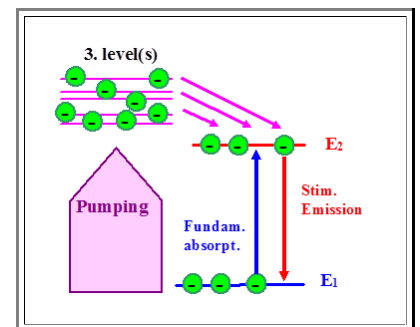 3. level(s)
E2
Pumping
Stim.
Emission
Fundam.
absorpt.
E1